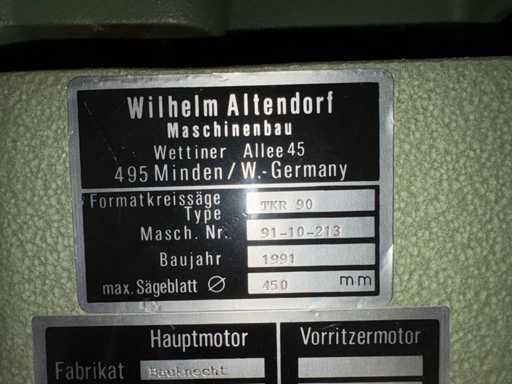 Wilhelm Altendorf
Maschinenbau
Wettiner Allee 45
495 Minden/W.-Germany
Formatkreissäge
Type TKR 90
Masch. Nr. 91-10-213
Baujahr 1991
max. Sägeblatt Ø 450 mm
Hauptmotor Vorritzermotor
Fabrikat Bauknecht